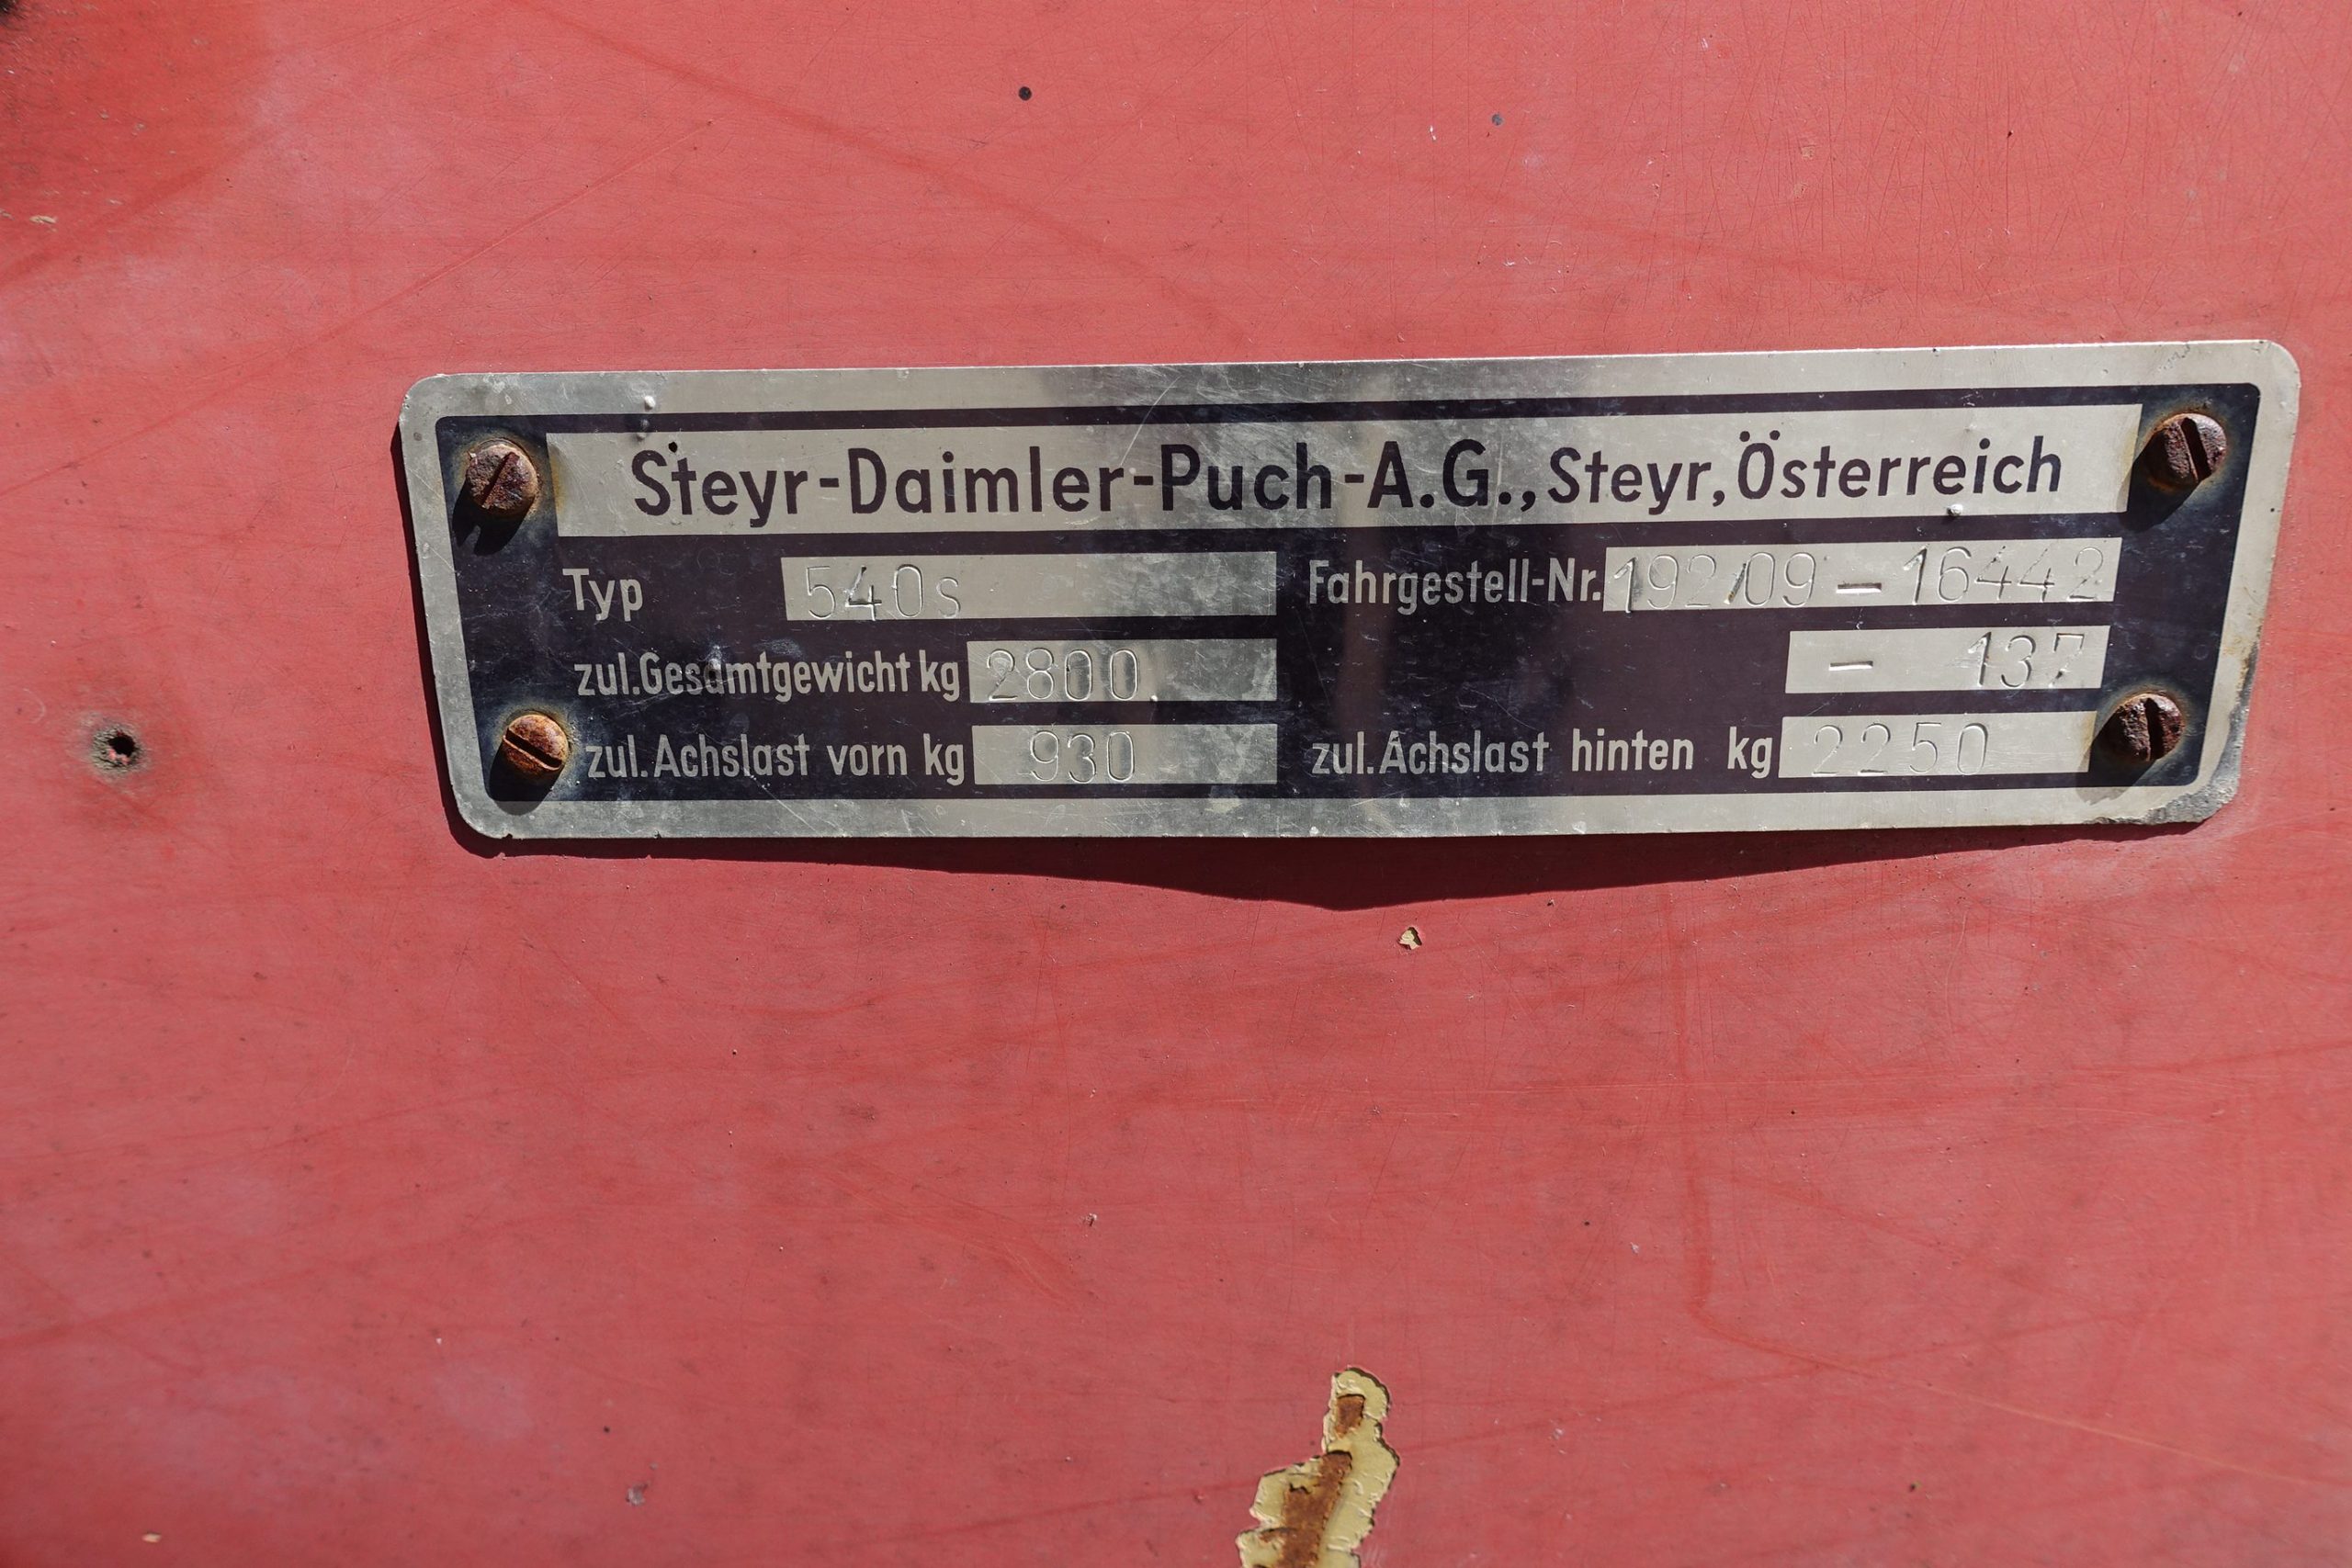 Steyr-Daimler-Puch-A.G., Steyr, Österreich
Typ 540s Fahrgestell-Nr. 192/09 – 16442
zul. Gesamtgewicht kg 2800 – 137
zul. Achslast vorn kg 930 zul. Achslast hinten kg 2250